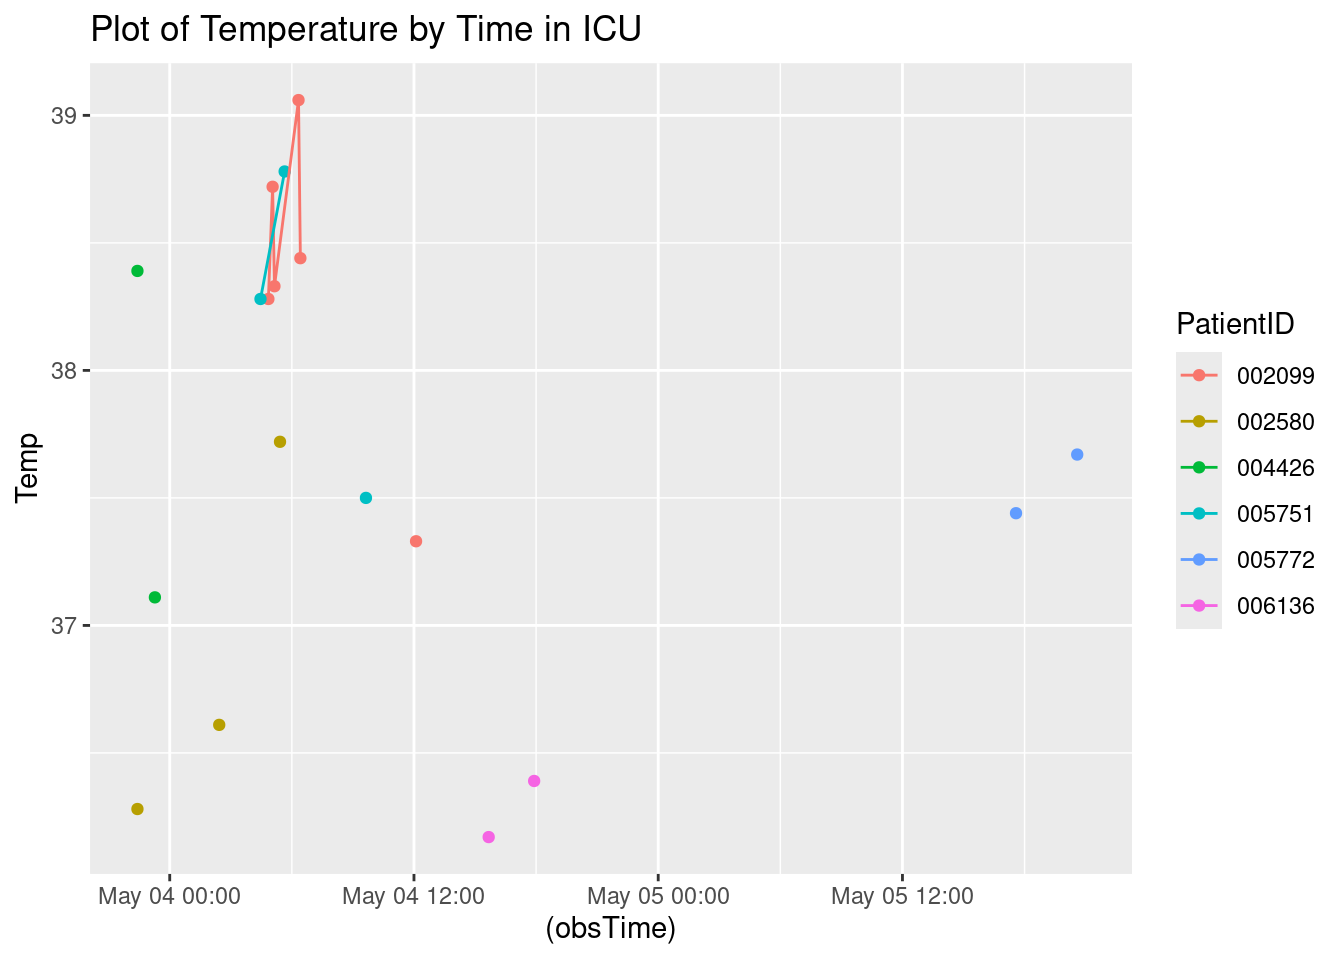 Plot of Temperature by Time in ICU
39
38
37
Temp
May 04 00:00
May 04 12:00
May 05 00:00
May 05 12:00
(obsTime)
PatientID
002099
002580
004426
005751
005772
006136